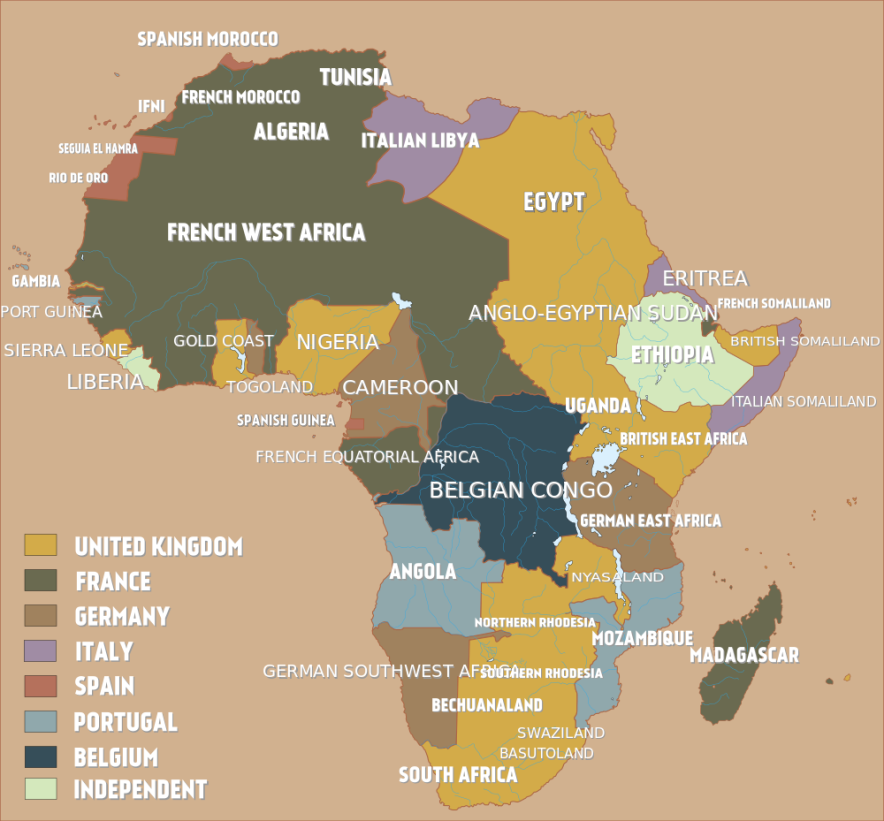 SPANISH MOROCCO
TUNISIA
FRENCH MOROCCO
IFNI
ALGERIA
ITALIAN LIBYA
SEGUIA EL HAMRA
RIO DE ORO
EGYPT
FRENCH WEST AFRICA
GAMBIA
ERITREA
PORT GUINEA
FRENCH SOMALILAND
ANGLO-EGYPTIAN SUDAN
GOLD COAST
NIGERIA
BRITISH SOMALILAND
SIERRA LEONE
ETHIOPIA
LIBERIA
TOGOLAND
CAMEROON
ITALIAN SOMALILAND
UGANDA
SPANISH GUINEA
BRITISH EAST AFRICA
FRENCH EQUATORIAL AFRICA
BELGIAN CONGO
GERMAN EAST AFRICA
ANGOLA
NYASALAND
NORTHERN RHODESIA
MOZAMBIQUE
MADAGASCAR
GERMAN SOUTHWEST AFRICA
SOUTHERN RHODESIA
BECHUANALAND
SWAZILAND
BASUTOLAND
SOUTH AFRICA
UNITED KINGDOM
FRANCE
GERMANY
ITALY
SPAIN
PORTUGAL
BELGIUM
INDEPENDENT